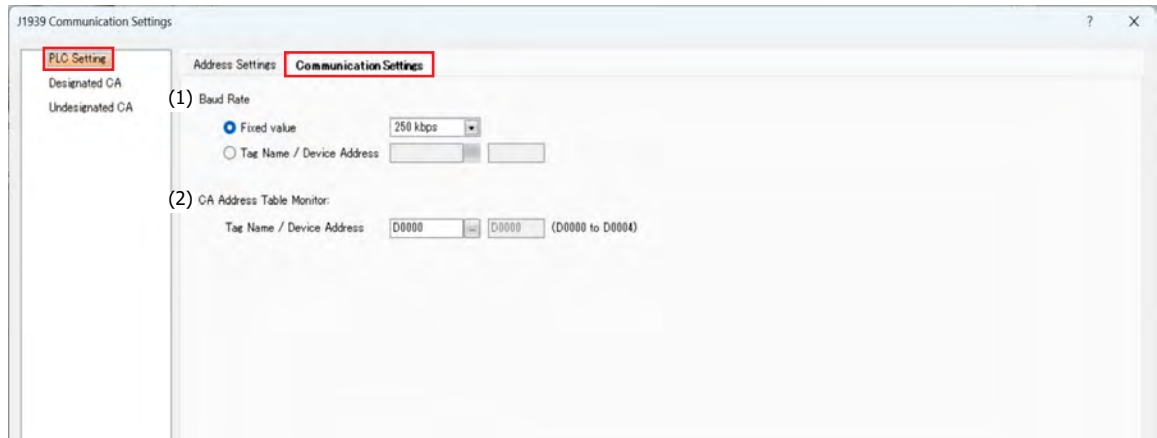 J1939 Communication Settings ? X
PLC Setting
Designated CA
Undesignated CA
Address Settings Communication Settings
(1) Baud Rate
Fixed value 250 kbps
Tag Name / Device Address
(2) CA Address Table Monitor:
Tag Name / Device Address D0000 ... D0000 (D0000 to D0004)